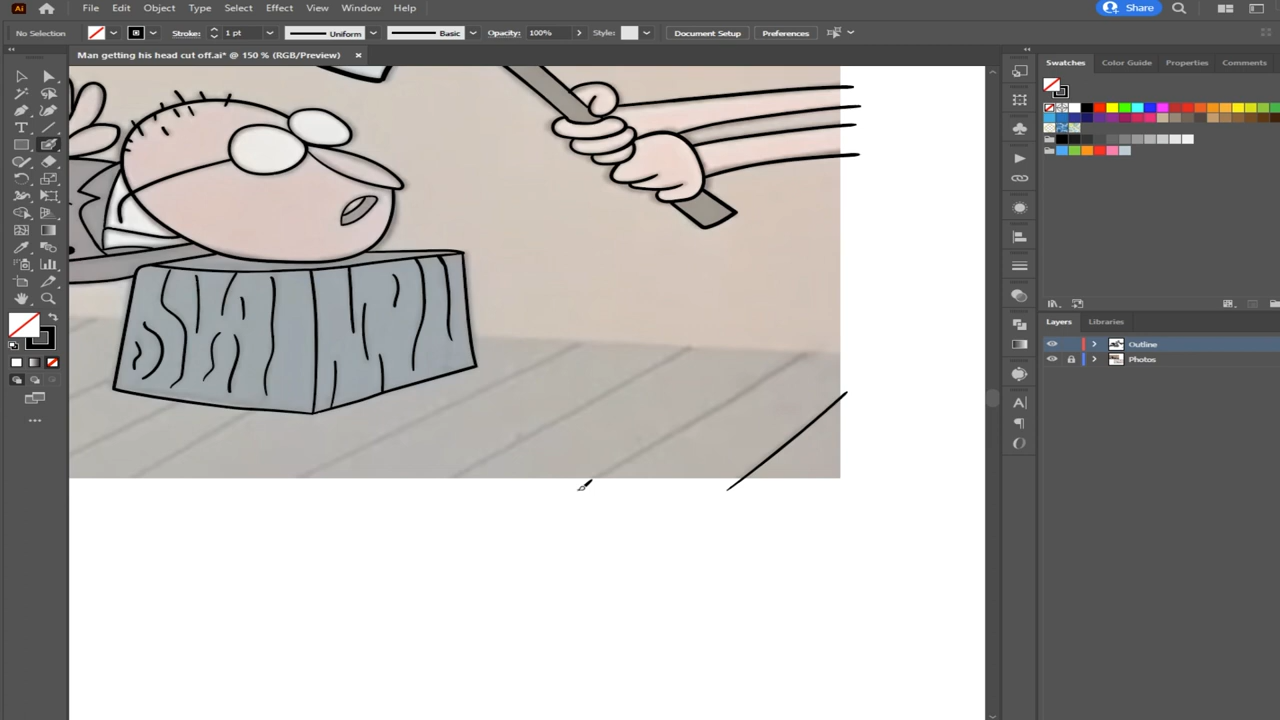 Ai File Edit Object Type Select Effect View Window Help Share
No Selection Stroke: 1 pt Uniform Basic Opacity: 100% Style: Document Setup Preferences
Man getting his head cut off.ai* @ 150 % (RGB/Preview) ×
Swatches Color Guide Properties Comments
Layers Libraries
Outline
Photos